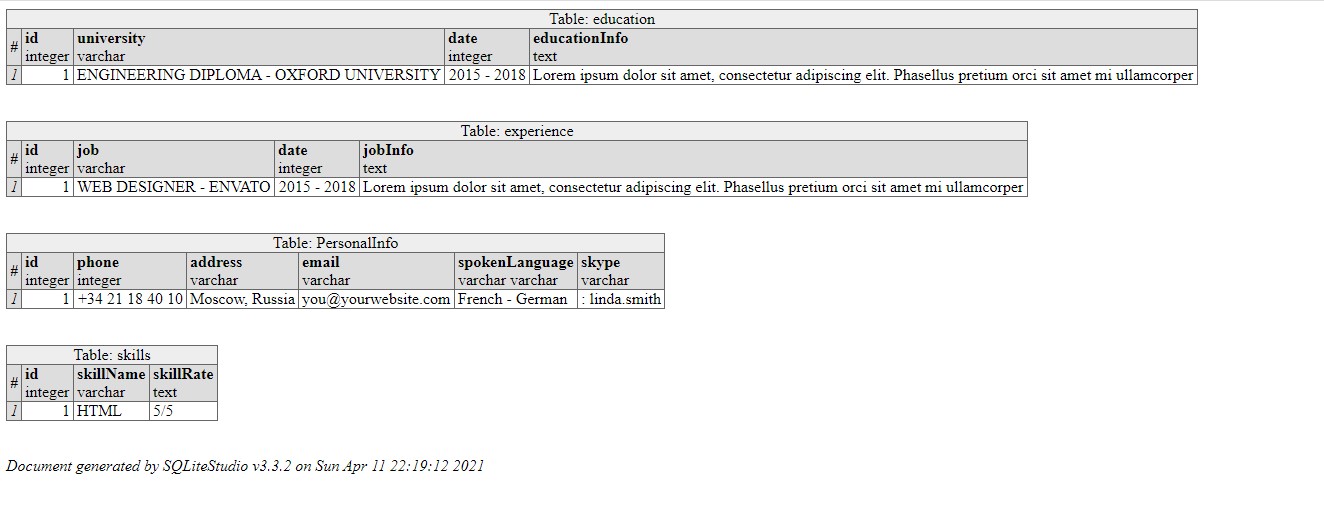 Table: education
# id university date educationInfo
integer varchar integer text
1 1 ENGINEERING DIPLOMA - OXFORD UNIVERSITY 2015 - 2018 Lorem ipsum dolor sit amet, consectetur adipiscing elit. Phasellus pretium orci sit amet mi ullamcorper
Table: experience
# id job date jobInfo
integer varchar integer text
1 1 WEB DESIGNER - ENVATO 2015 - 2018 Lorem ipsum dolor sit amet, consectetur adipiscing elit. Phasellus pretium orci sit amet mi ullamcorper
Table: PersonalInfo
# id phone address email spokenLanguage skype
integer integer varchar varchar varchar varchar varchar
1 1 +34 21 18 40 10 Moscow, Russia you@yourwebsite.com French - German : linda.smith
Table: skills
# id skillName skillRate
integer varchar text
1 1 HTML 5/5
Document generated by SQLiteStudio v3.3.2 on Sun Apr 11 22:19:12 2021